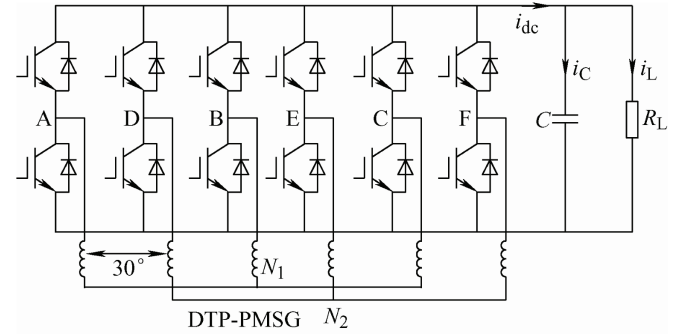 i_dc
i_C
i_L
A D B E C F
C
R_L
30°
N_1
DTP-PMSG
N_2